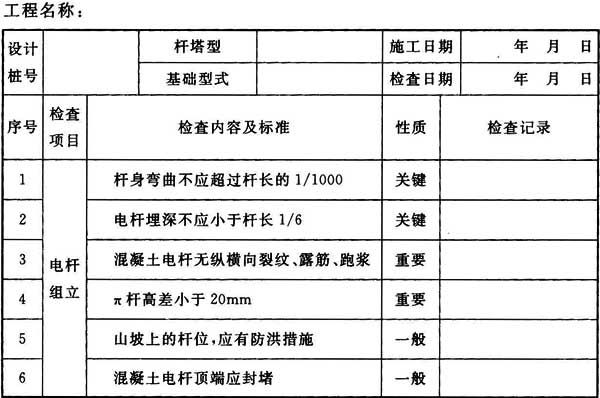 工程名称:
设计桩号 杆塔型 施工日期 年 月 日
基础型式 检查日期 年 月 日
序号 检查项目 检查内容及标准 性质 检查记录
1 电杆组立 杆身弯曲不应超过杆长的 1/1000 关键
2 电杆埋深不应小于杆长 1/6 关键
3 混凝土电杆无纵横向裂纹、露筋、跑浆 重要
4 π杆高差小于 20mm 重要
5 山坡上的杆位,应有防洪措施 一般
6 混凝土电杆顶端应封堵 一般